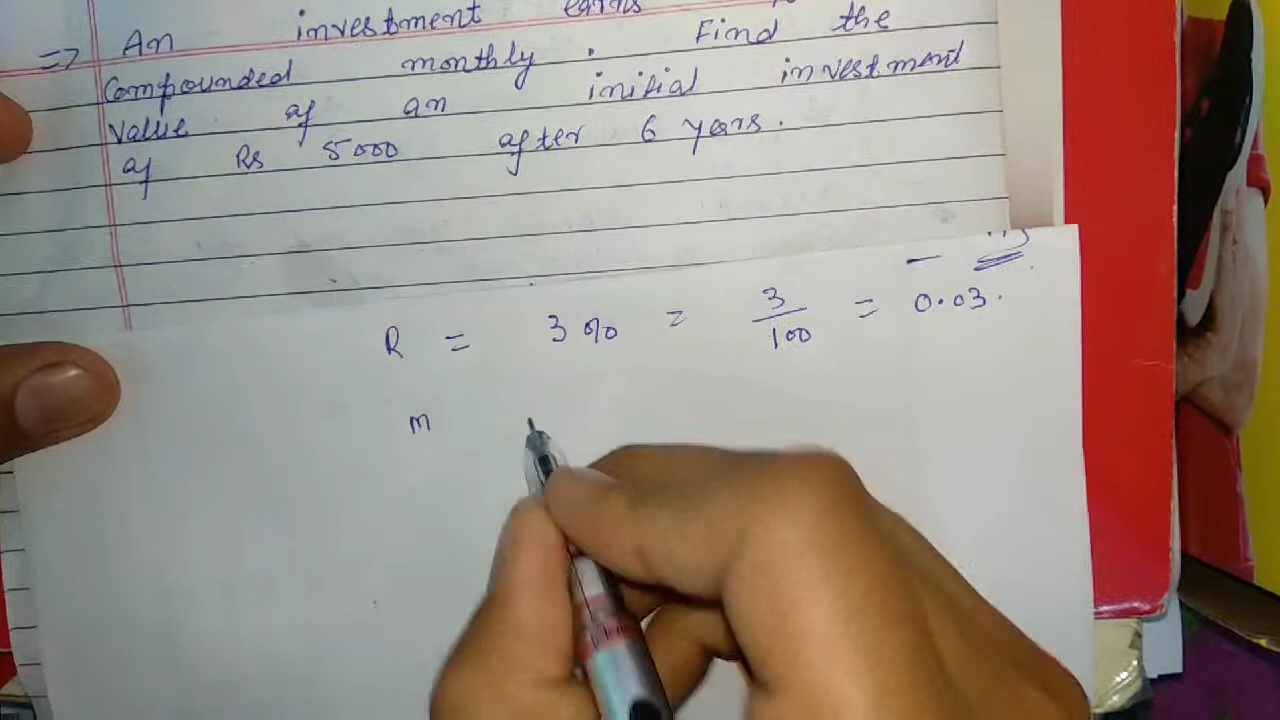 => An investment earns
Compounded monthly. Find the
value of an initial investment
of Rs 5000 after 6 years.
R = 3% = 3/100 = 0.03.
m